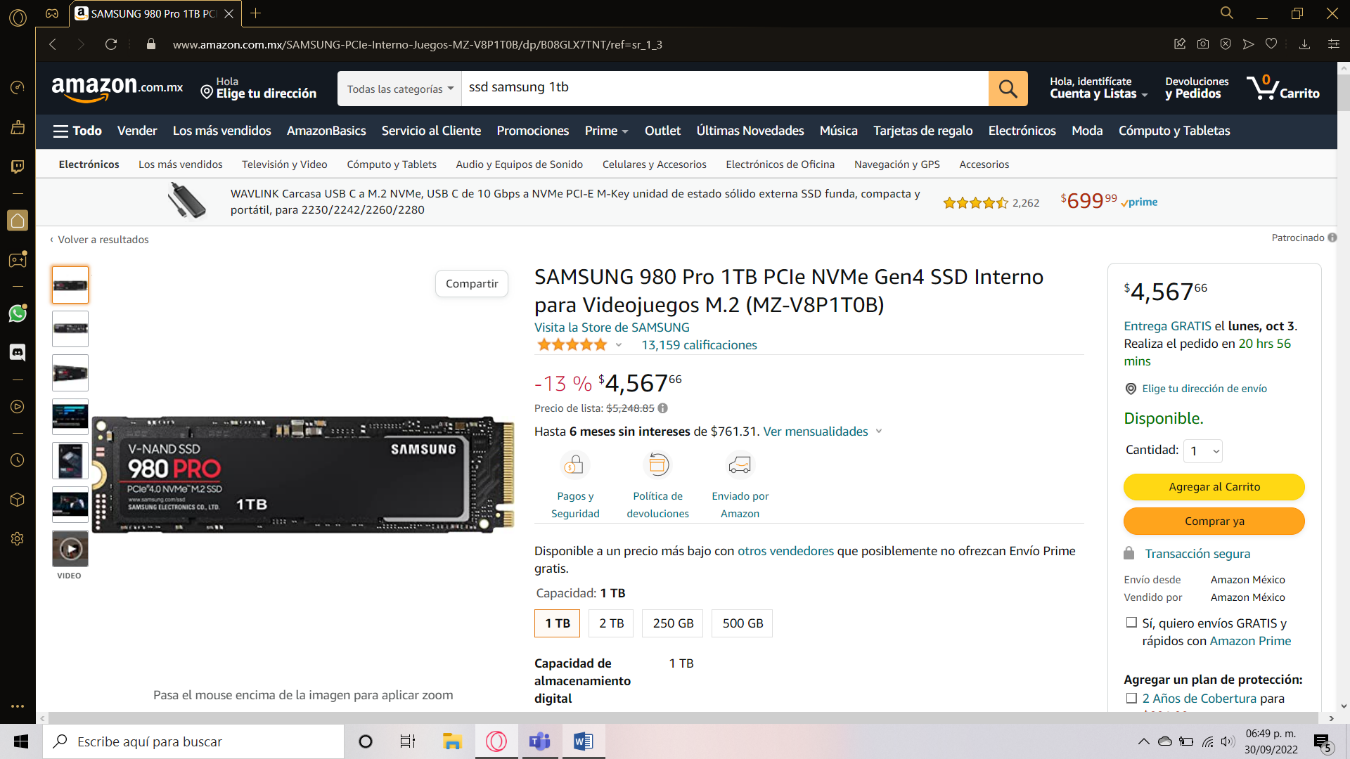 SAMSUNG 980 Pro 1TB PCI
www.amazon.com.mx/SAMSUNG-PCIe-Interno-Juegos-MZ-V8P1T0B/dp/B08GLX7TNT/ref=sr_1_3
amazon.com.mx
Hola
Elige tu dirección
Todas las categorías
ssd samsung 1tb
Hola, identifícate
Cuenta y Listas
Devoluciones
y Pedidos
0
Carrito
Todo
Vender
Los más vendidos
AmazonBasics
Servicio al Cliente
Promociones
Prime
Outlet
Últimas Novedades
Música
Tarjetas de regalo
Electrónicos
Moda
Cómputo y Tabletas
Electrónicos
Los más vendidos
Televisión y Video
Cómputo y Tablets
Audio y Equipos de Sonido
Celulares y Accesorios
Electrónicos de Oficina
Navegación y GPS
Accesorios
WAVLINK Carcasa USB C a M.2 NVMe, USB C de 10 Gbps a NVMe PCI-E M-Key unidad de estado sólido externa SSD funda, compacta y
portátil, para 2230/2242/2260/2280
2,262
$699 99
prime
‹ Volver a resultados
Patrocinado
Compartir
V-NAND SSD
980 PRO
PCIe® 4.0 NVMe™ M.2 SSD
www.samsung.com/ssd
SAMSUNG ELECTRONICS CO., LTD.
1TB
SAMSUNG
VIDEO
Pasa el mouse encima de la imagen para aplicar zoom
SAMSUNG 980 Pro 1TB PCIe NVMe Gen4 SSD Interno
para Videojuegos M.2 (MZ-V8P1T0B)
Visita la Store de SAMSUNG
13,159 calificaciones
-13 % $4,567 66
Precio de lista: $5,248.85
Hasta 6 meses sin intereses de $761.31. Ver mensualidades
Pagos y
Seguridad
Política de
devoluciones
Enviado por
Amazon
Disponible a un precio más bajo con otros vendedores que posiblemente no ofrezcan Envío Prime
gratis.
Capacidad: 1 TB
1 TB
2 TB
250 GB
500 GB
Capacidad de
almacenamiento
digital
1 TB
$4,567 66
Entrega GRATIS el lunes, oct 3.
Realiza el pedido en 20 hrs 56
mins
Elige tu dirección de envío
Disponible.
Cantidad: 1
Agregar al Carrito
Comprar ya
Transacción segura
Envío desde Amazon México
Vendido por Amazon México
Sí, quiero envíos GRATIS y
rápidos con Amazon Prime
Agregar un plan de protección:
2 Años de Cobertura para
Escribe aquí para buscar
06:49 p. m.
30/09/2022
5